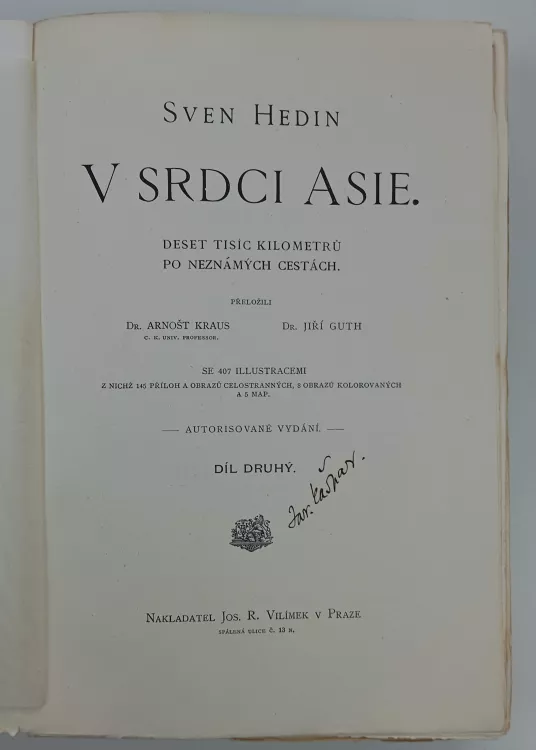 SVEN HEDIN
V SRDCI ASIE.
DESET TISÍC KILOMETRŮ
PO NEZNÁMÝCH CESTÁCH.
PŘELOŽILI
DR. ARNOŠT KRAUS DR. JIŘÍ GUTH
C. K. UNIV. PROFESSOR.
SE 407 ILLUSTRACEMI
Z NICHŽ 145 PŘÍLOH A OBRAZŮ CELOSTRANNÝCH, 8 OBRAZŮ KOLOROVANÝCH
A 5 MAP.
— AUTORISOVANÉ VYDÁNÍ. —
DÍL DRUHÝ.
Jar. Kašpar.
NAKLADATEL JOS. R. VILÍMEK V PRAZE
SPÁLENÁ ULICE Č. 13 N.